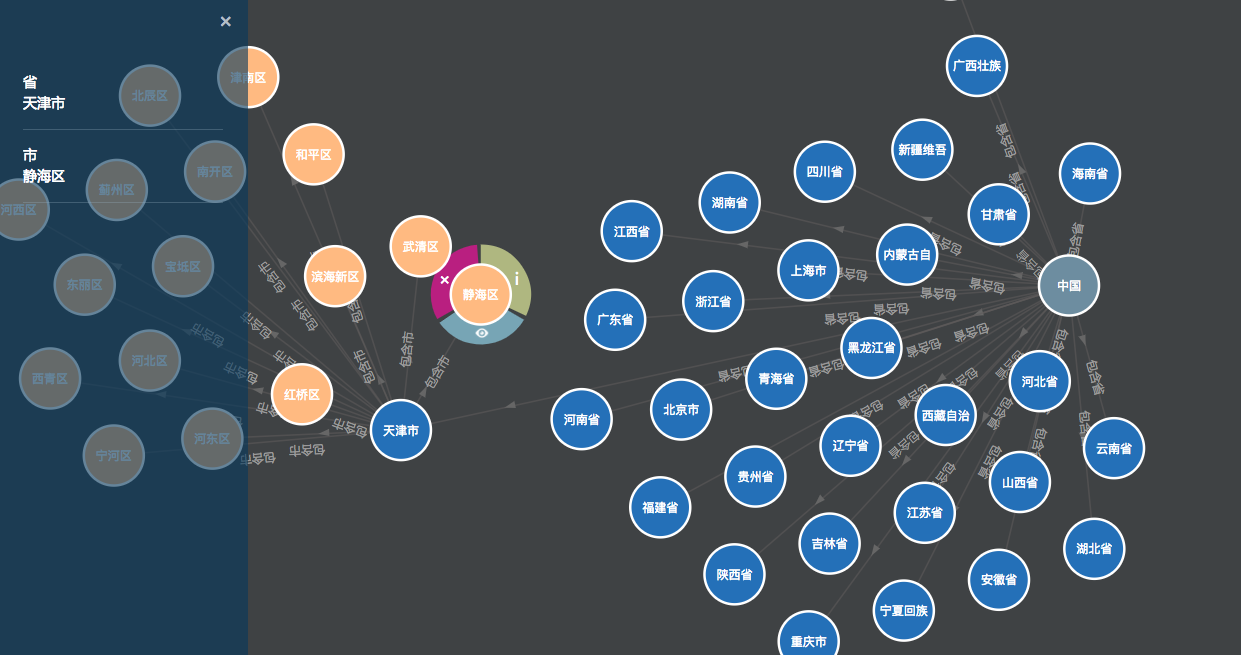 ×
省
天津市
市
静海区
北辰区
津南区
和平区
南开区
蓟州区
河西区
武清区
宝坻区
滨海新区
东丽区
静海区
河北区
西青区
红桥区
天津市
河东区
宁河区
包含市
包含市
包含市
包含市
包含市
包含市
包含市
包含市
包含市
包含市
包含市
广西壮族
新疆维吾
四川省
海南省
湖南省
甘肃省
江西省
内蒙古自
上海市
中国
浙江省
广东省
黑龙江省
青海省
河北省
北京市
河南省
西藏自治
辽宁省
云南省
贵州省
山西省
福建省
江苏省
吉林省
湖北省
陕西省
安徽省
宁夏回族
重庆市
包含省
包含省
包含省
包含省
包含省
包含省
包含省
包含省
包含省
包含省
包含省
包含省